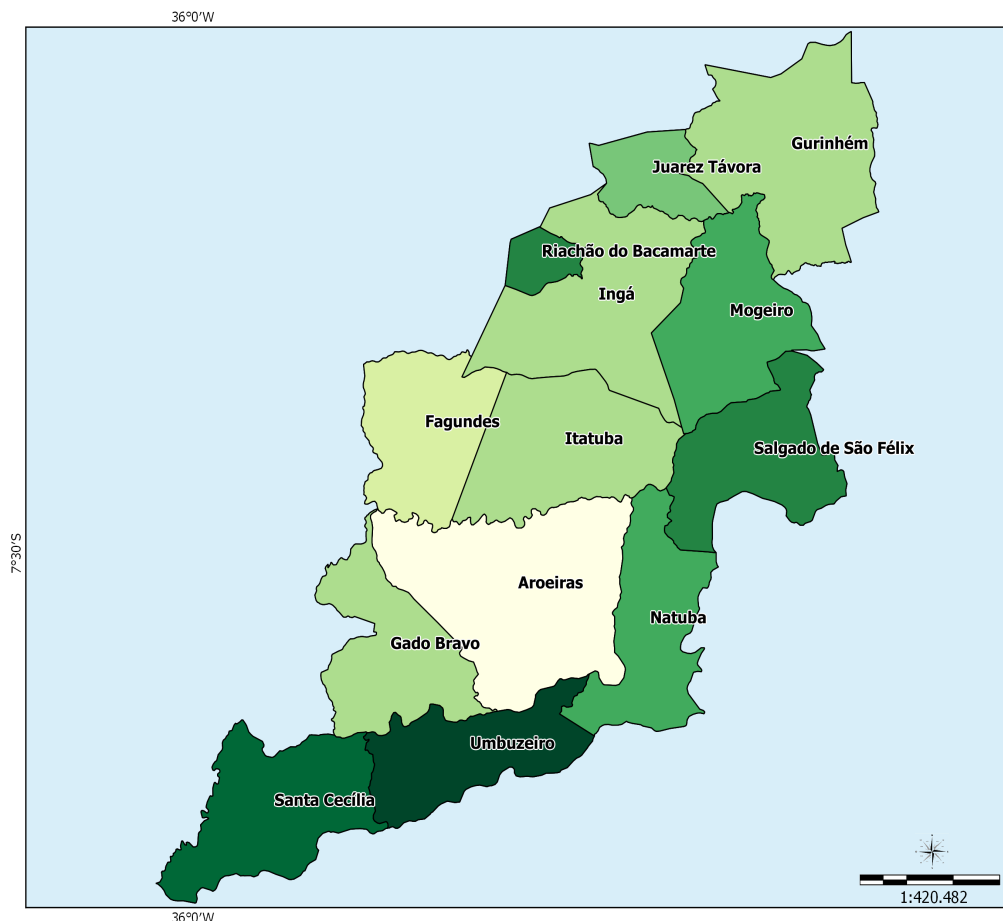 36°0'W
Gurinhém
Juarez Távora
Riachão do Bacamarte
Ingá
Mogeiro
Fagundes
Itatuba
Salgado de São Félix
7°30'S
Aroeiras
Natuba
Gado Bravo
Umbuzeiro
Santa Cecília
1:420.482
36°0'W